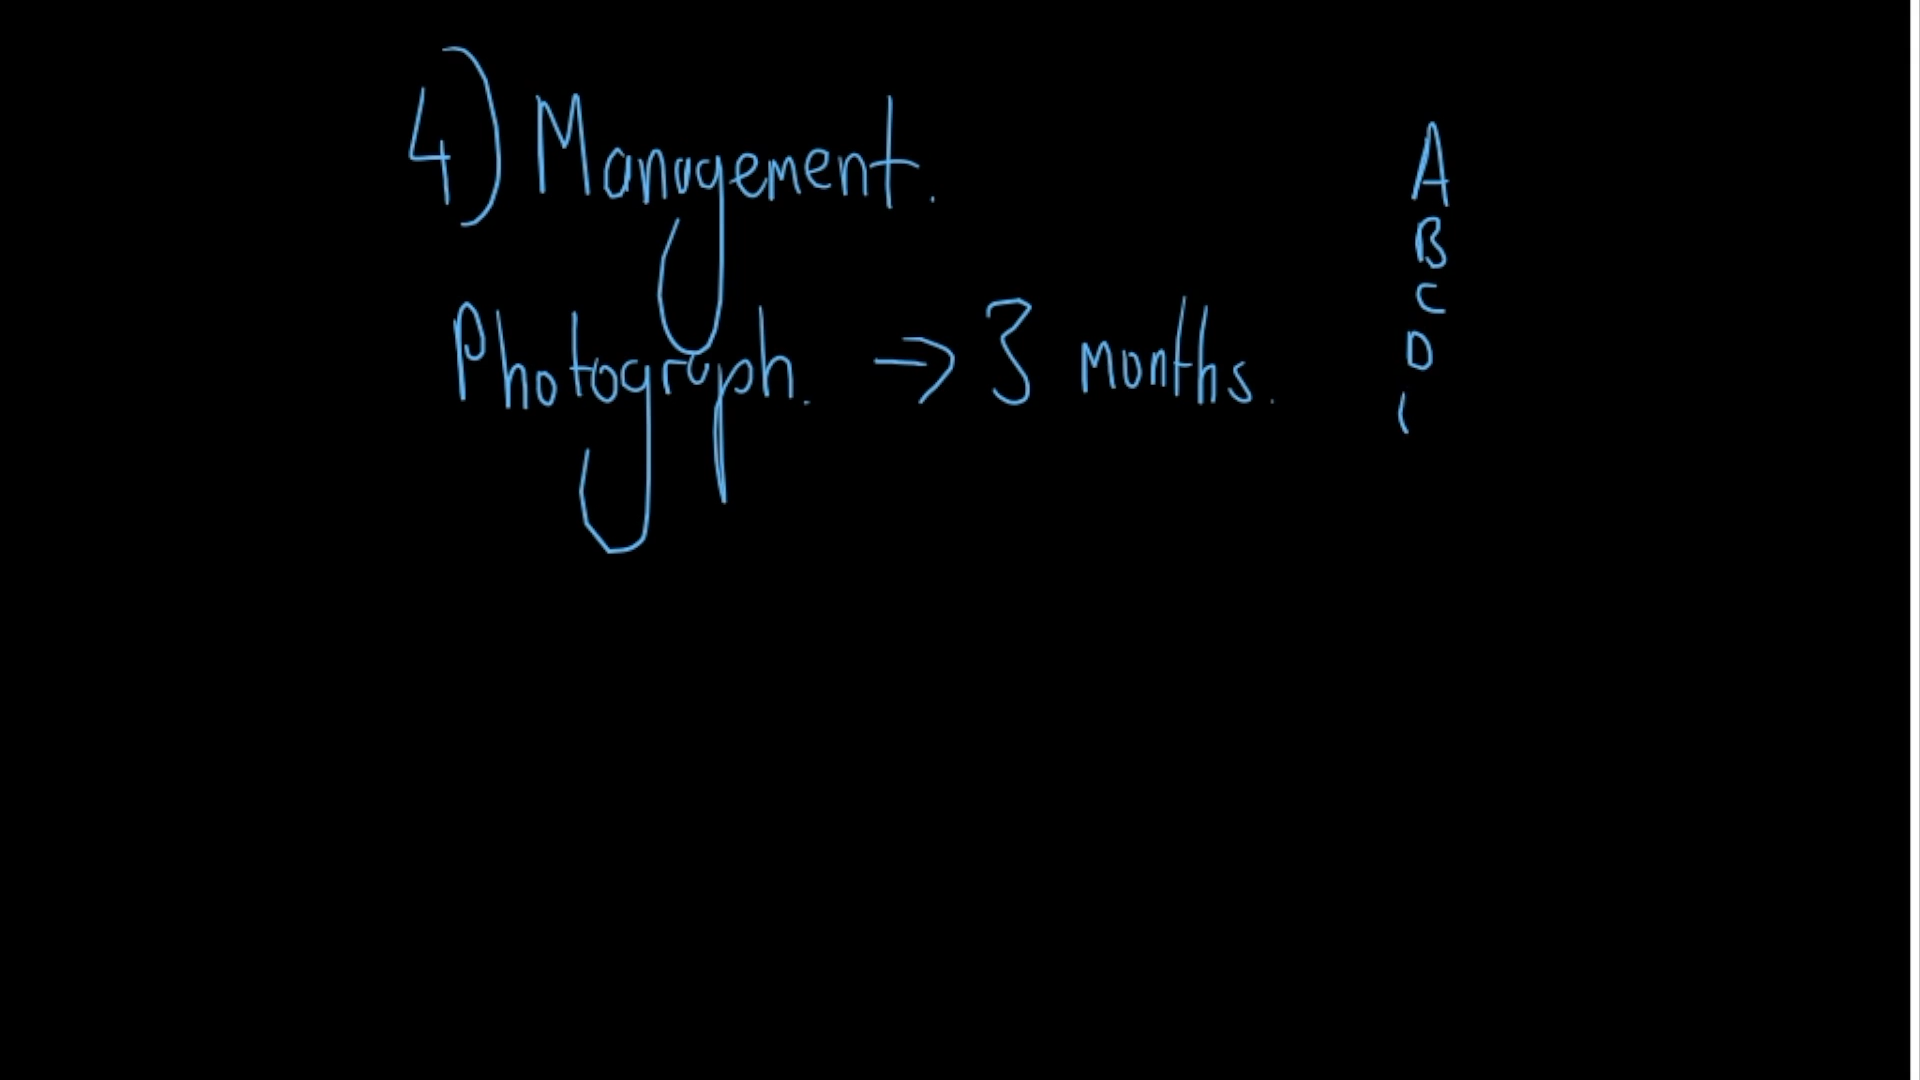 4) Management.
Photograph. → 3 months.
A
B
C
D